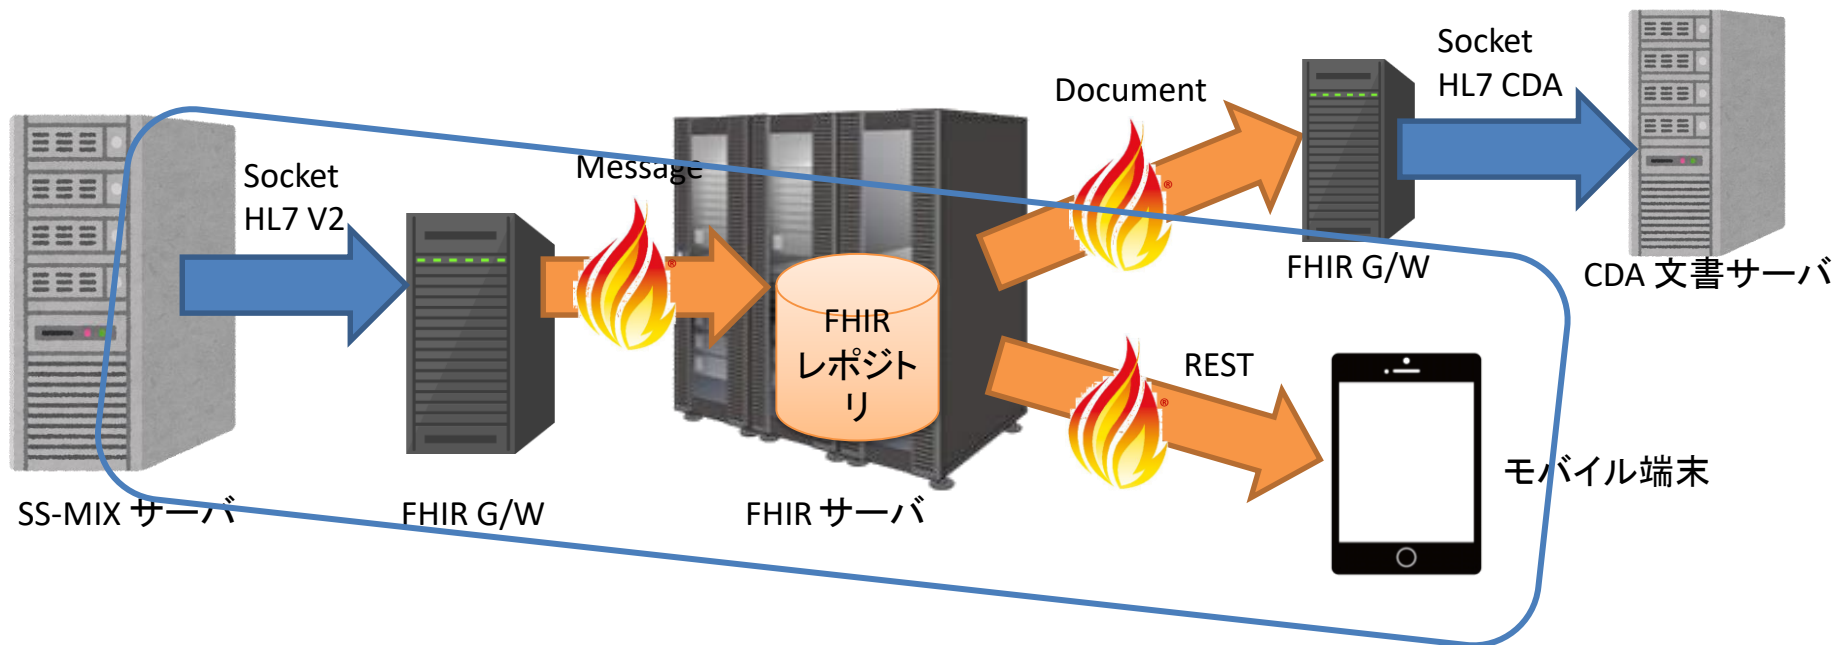 SS-MIX サーバ
Socket
HL7 V2
FHIR G/W
Message
®
FHIR
レポジト
リ
FHIR サーバ
Document
®
FHIR G/W
Socket
HL7 CDA
CDA 文書サーバ
REST
®
モバイル端末